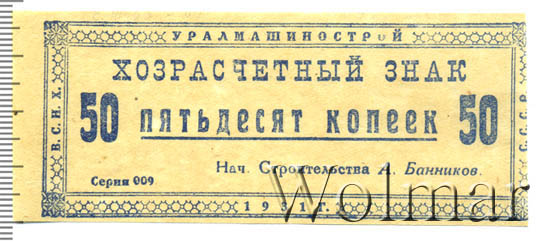 УРАЛМАШИНОСТРОЙ
ХОЗРАСЧЕТНЫЙ ЗНАК
В.С.Н.Х.
50 ПЯТЬДЕСЯТ КОПЕЕК 50
С.С.С.Р.
Нач. Строительства А. Банников.
Серия 009
1931 г.
Wolmar